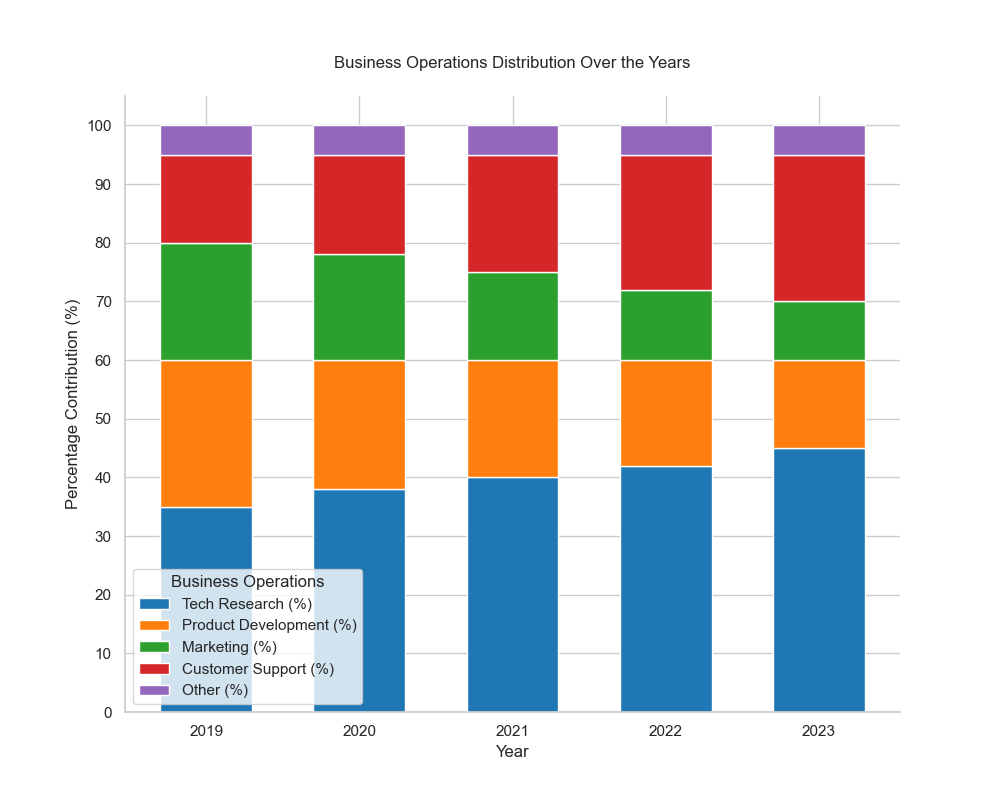 Business Operations Distribution Over the Years
Percentage Contribution (%)
100
90
80
70
60
50
40
30
20
10
0
Business Operations
Tech Research (%)
Product Development (%)
Marketing (%)
Customer Support (%)
Other (%)
2019 2020 2021 2022 2023
Year